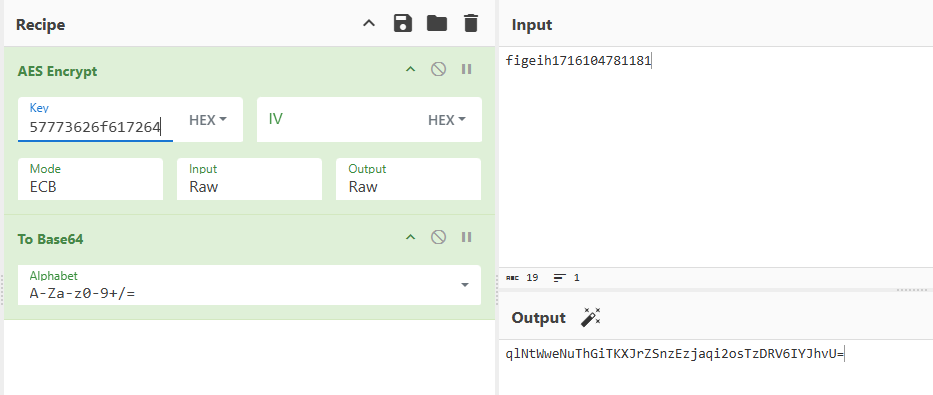 Recipe
AES Encrypt
Key
57773626f617264
HEX
IV
HEX
Mode
ECB
Input
Raw
Output
Raw
To Base64
Alphabet
A-Za-z0-9+/=
Input
figeih1716104781181
ABC 19
1
Output
qlNtWweNuThGiTKXJrZSnzEzjaqi2osTzDRV6IYJhvU=